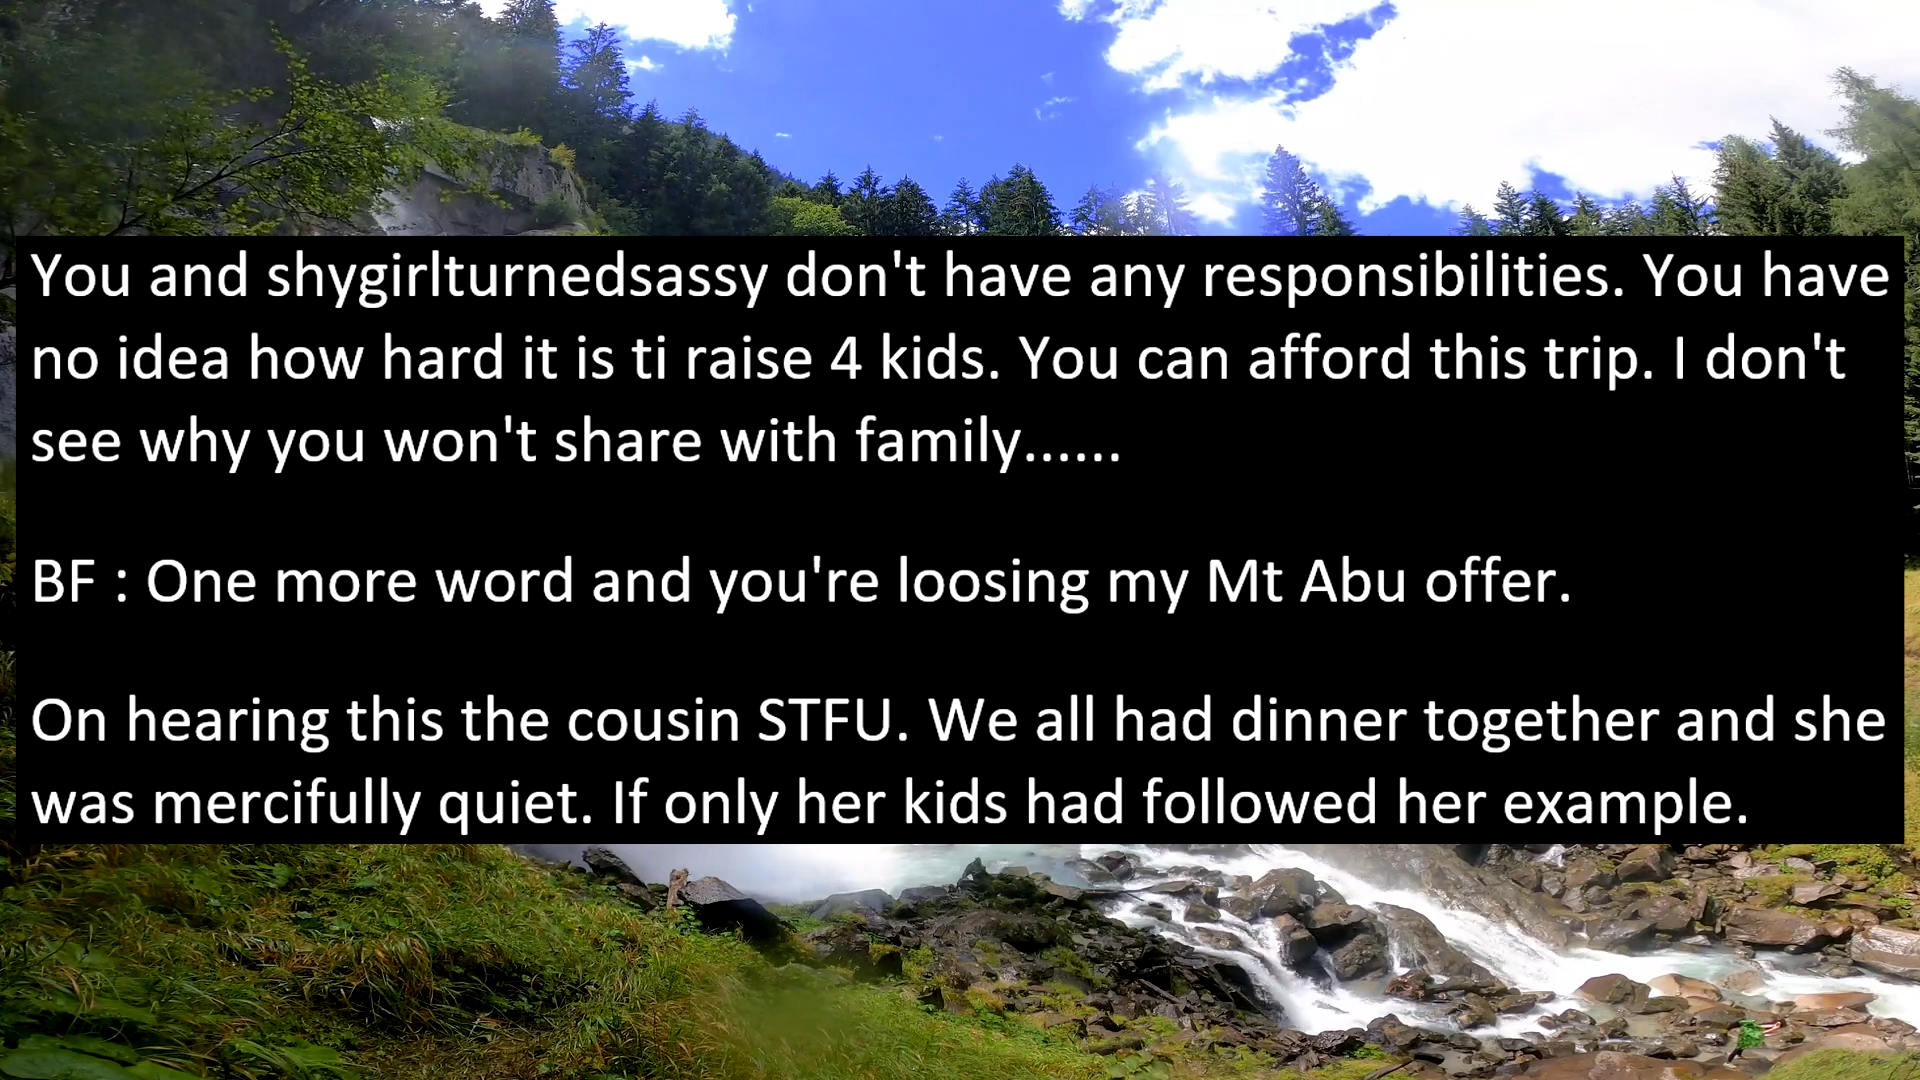 You and shygirlturnedsassy don't have any responsibilities. You have
no idea how hard it is ti raise 4 kids. You can afford this trip. I don't
see why you won't share with family......
BF : One more word and you're loosing my Mt Abu offer.
On hearing this the cousin STFU. We all had dinner together and she
was mercifully quiet. If only her kids had followed her example.